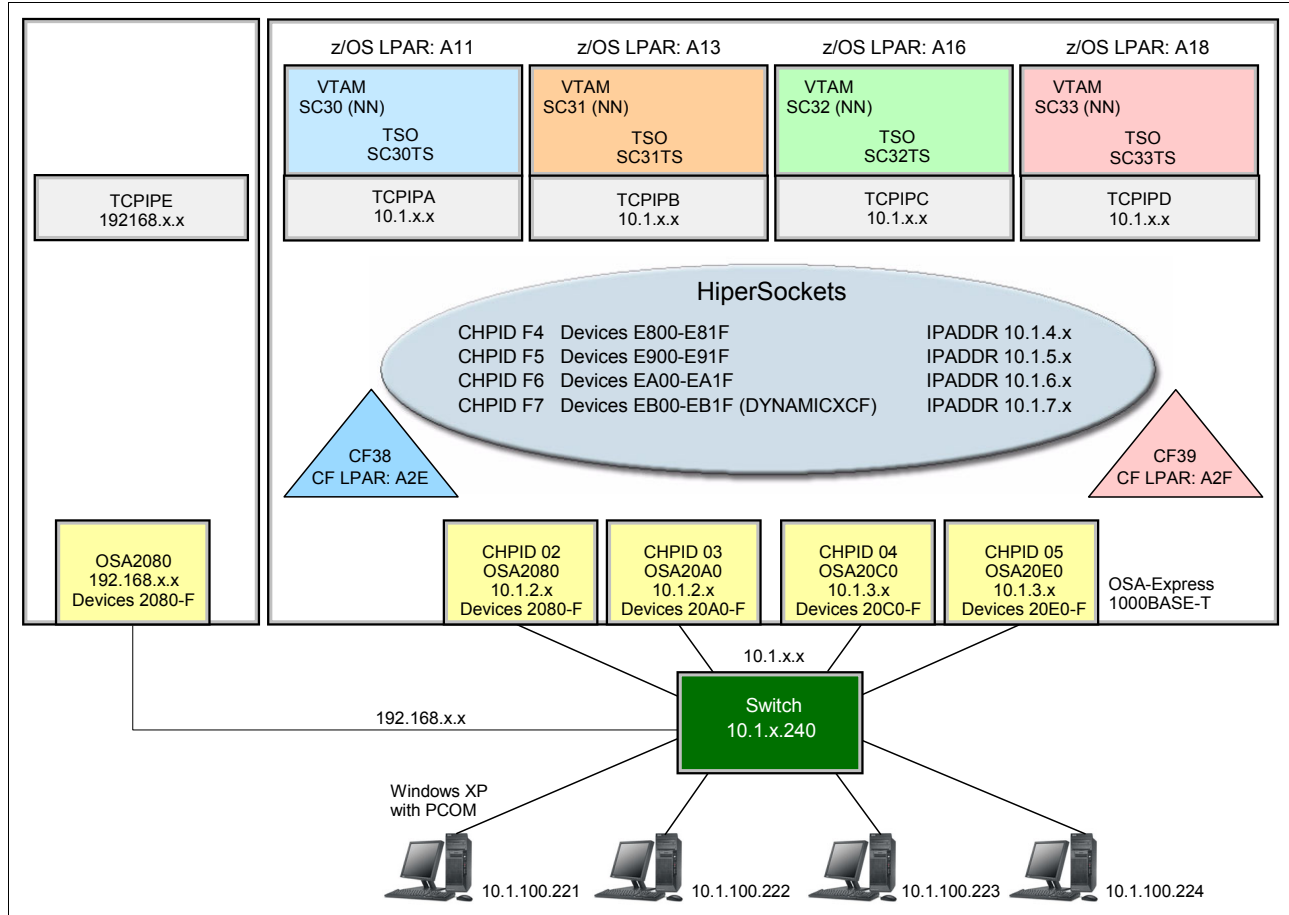 z/OS LPAR: A11
z/OS LPAR: A13
z/OS LPAR: A16
z/OS LPAR: A18
VTAM
SC30 (NN)
TSO
SC30TS
VTAM
SC31 (NN)
TSO
SC31TS
VTAM
SC32 (NN)
TSO
SC32TS
VTAM
SC33 (NN)
TSO
SC33TS
TCPIPE
192168.x.x
TCPIPA
10.1.x.x
TCPIPB
10.1.x.x
TCPIPC
10.1.x.x
TCPIPD
10.1.x.x
HiperSockets
CHPID F4 Devices E800-E81F IPADDR 10.1.4.x
CHPID F5 Devices E900-E91F IPADDR 10.1.5.x
CHPID F6 Devices EA00-EA1F IPADDR 10.1.6.x
CHPID F7 Devices EB00-EB1F (DYNAMICXCF) IPADDR 10.1.7.x
CF38
CF LPAR: A2E
CF39
CF LPAR: A2F
OSA2080
192.168.x.x
Devices 2080-F
CHPID 02
OSA2080
10.1.2.x
Devices 2080-F
CHPID 03
OSA20A0
10.1.2.x
Devices 20A0-F
CHPID 04
OSA20C0
10.1.3.x
Devices 20C0-F
CHPID 05
OSA20E0
10.1.3.x
Devices 20E0-F
OSA-Express
1000BASE-T
10.1.x.x
192.168.x.x
Switch
10.1.x.240
Windows XP
with PCOM
10.1.100.221
10.1.100.222
10.1.100.223
10.1.100.224